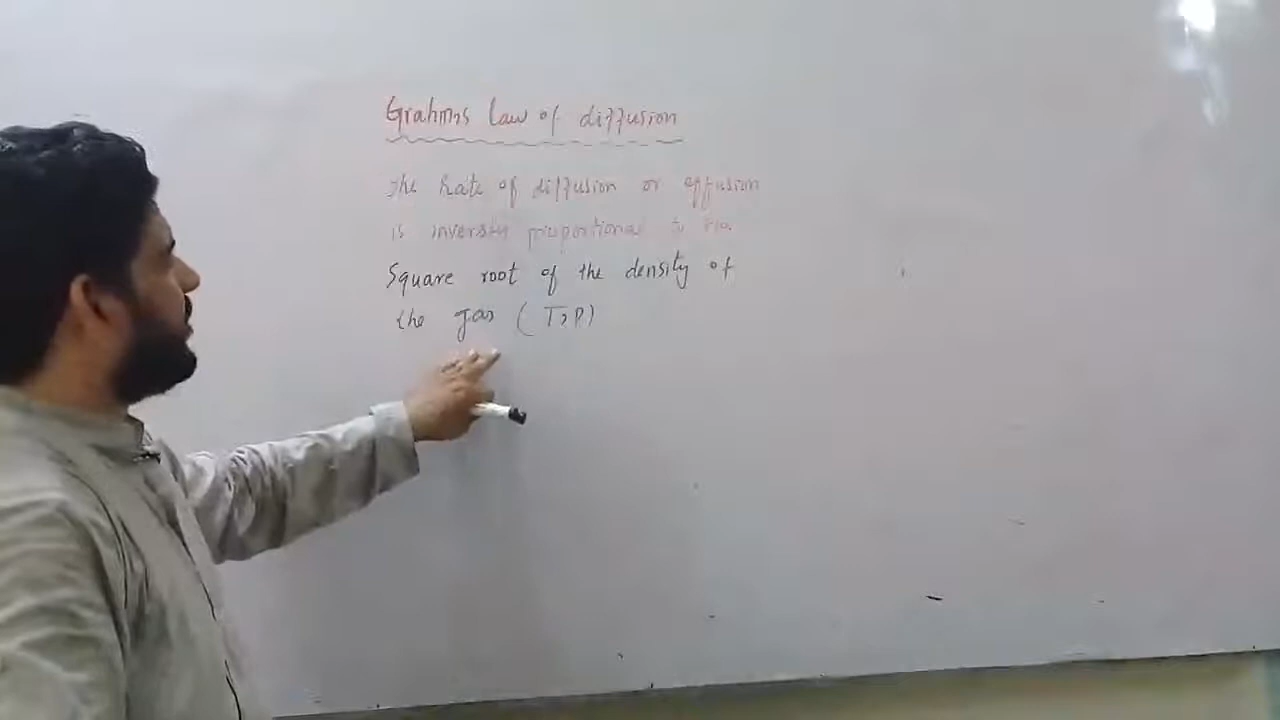 Grahms Law of diffusion
The Rate of diffusion or effusion
is inversly proportional to the
Square root of the density of
the gas ( T,P)